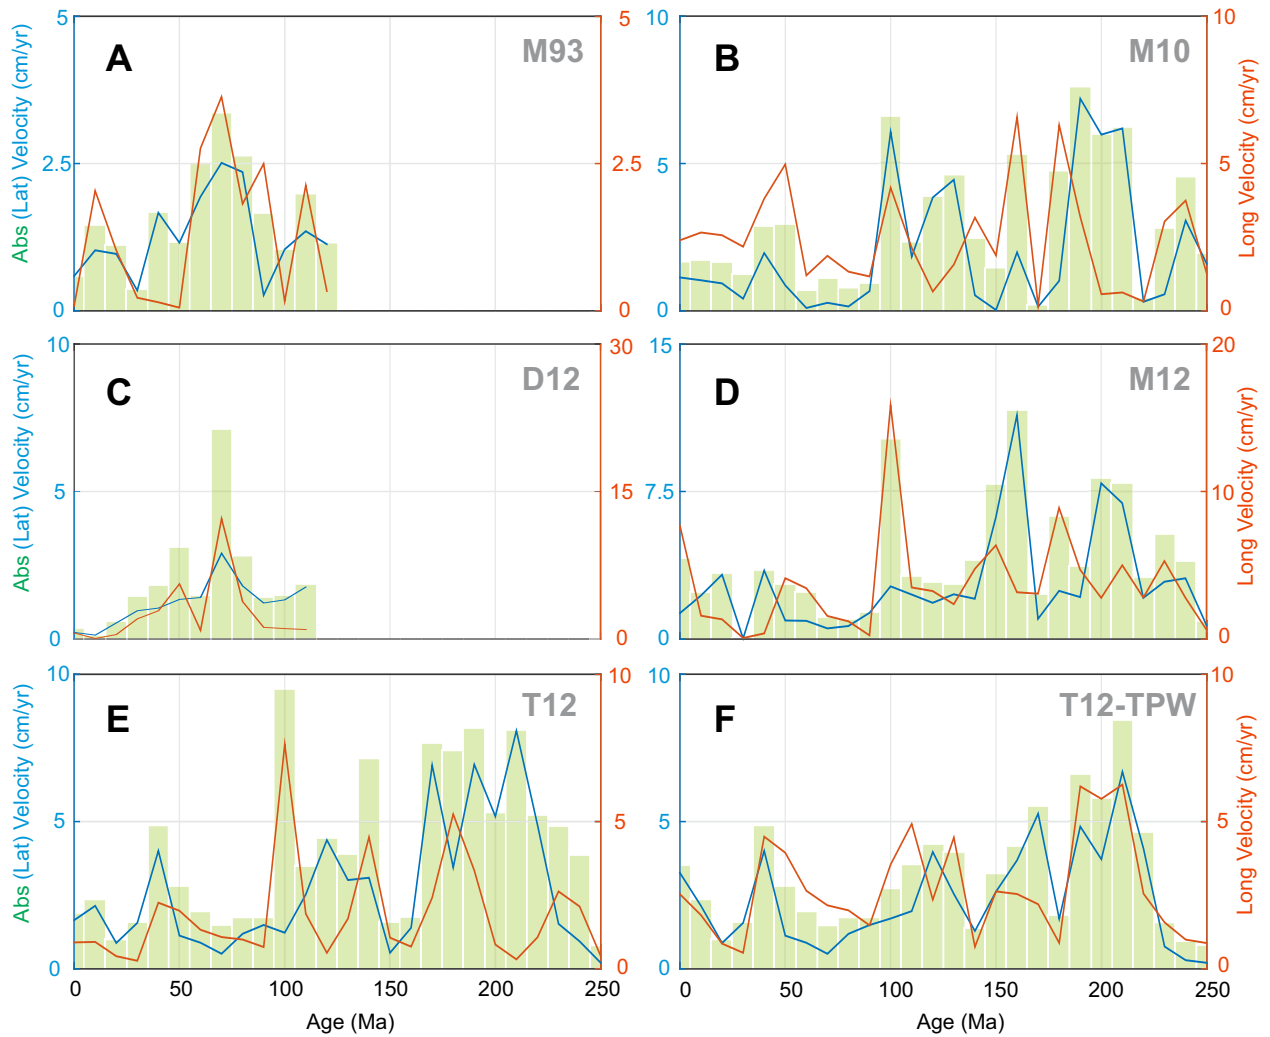 A
M93
Abs (Lat) Velocity (cm/yr)
5
2.5
0
5
2.5
0
B
M10
10
5
0
10
5
0
Long Velocity (cm/yr)
C
D12
Abs (Lat) Velocity (cm/yr)
10
5
0
30
15
0
D
M12
15
7.5
0
20
10
0
Long Velocity (cm/yr)
E
T12
Abs (Lat) Velocity (cm/yr)
10
5
0
10
5
0
0 50 100 150 200 250
Age (Ma)
F
T12-TPW
10
5
0
10
5
0
Long Velocity (cm/yr)
0 50 100 150 200 250
Age (Ma)